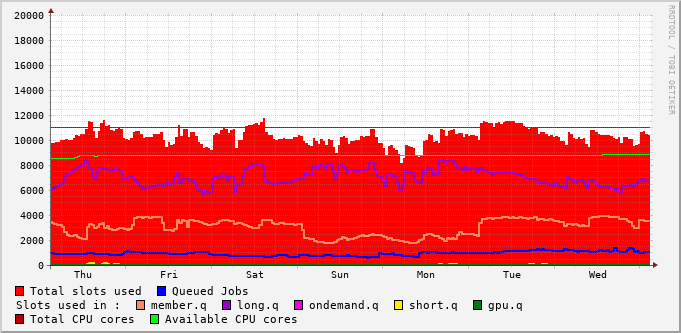 20000
18000
16000
14000
12000
10000
8000
6000
4000
2000
0
Thu Fri Sat Sun Mon Tue Wed
RRDTOOL / TOBI OETIKER
Total slots used Queued Jobs
Slots used in : member.q long.q ondemand.q short.q gpu.q
Total CPU cores Available CPU cores